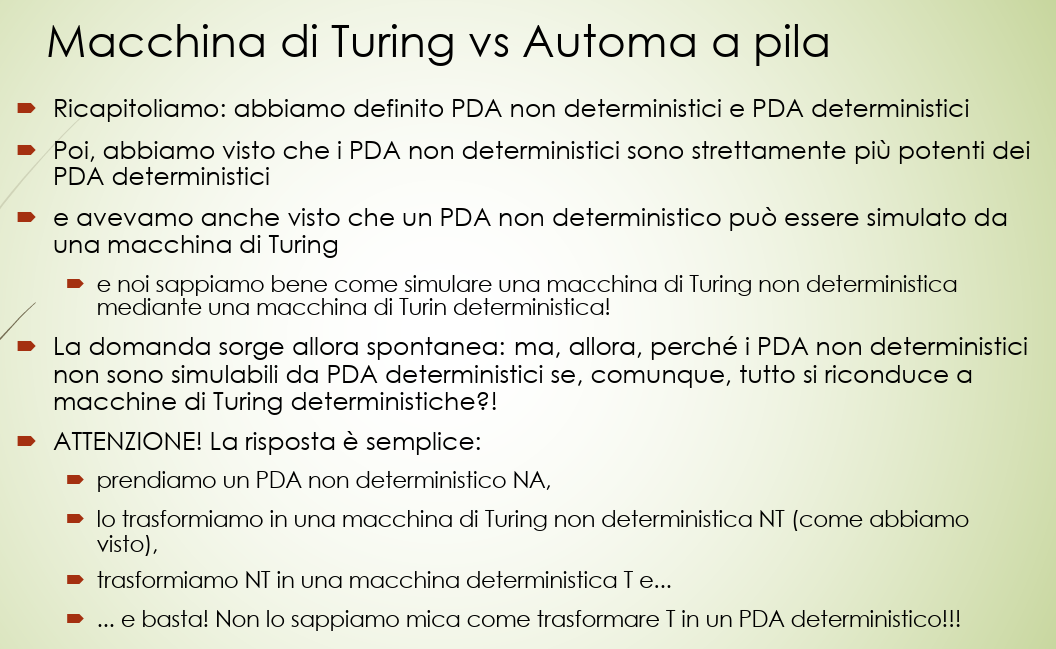 Macchina di Turing vs Automa a pila
Ricapitoliamo: abbiamo definito PDA non deterministici e PDA deterministici
Poi, abbiamo visto che i PDA non deterministici sono strettamente più potenti dei
PDA deterministici
e avevamo anche visto che un PDA non deterministico può essere simulato da
una macchina di Turing
e noi sappiamo bene come simulare una macchina di Turing non deterministica
mediante una macchina di Turin deterministica!
La domanda sorge allora spontanea: ma, allora, perché i PDA non deterministici
non sono simulabili da PDA deterministici se, comunque, tutto si riconduce a
macchine di Turing deterministiche?!
ATTENZIONE! La risposta è semplice:
prendiamo un PDA non deterministico NA,
lo trasformiamo in una macchina di Turing non deterministica NT (come abbiamo
visto),
trasformiamo NT in una macchina deterministica T e...
... e basta! Non lo sappiamo mica come trasformare T in un PDA deterministico!!!